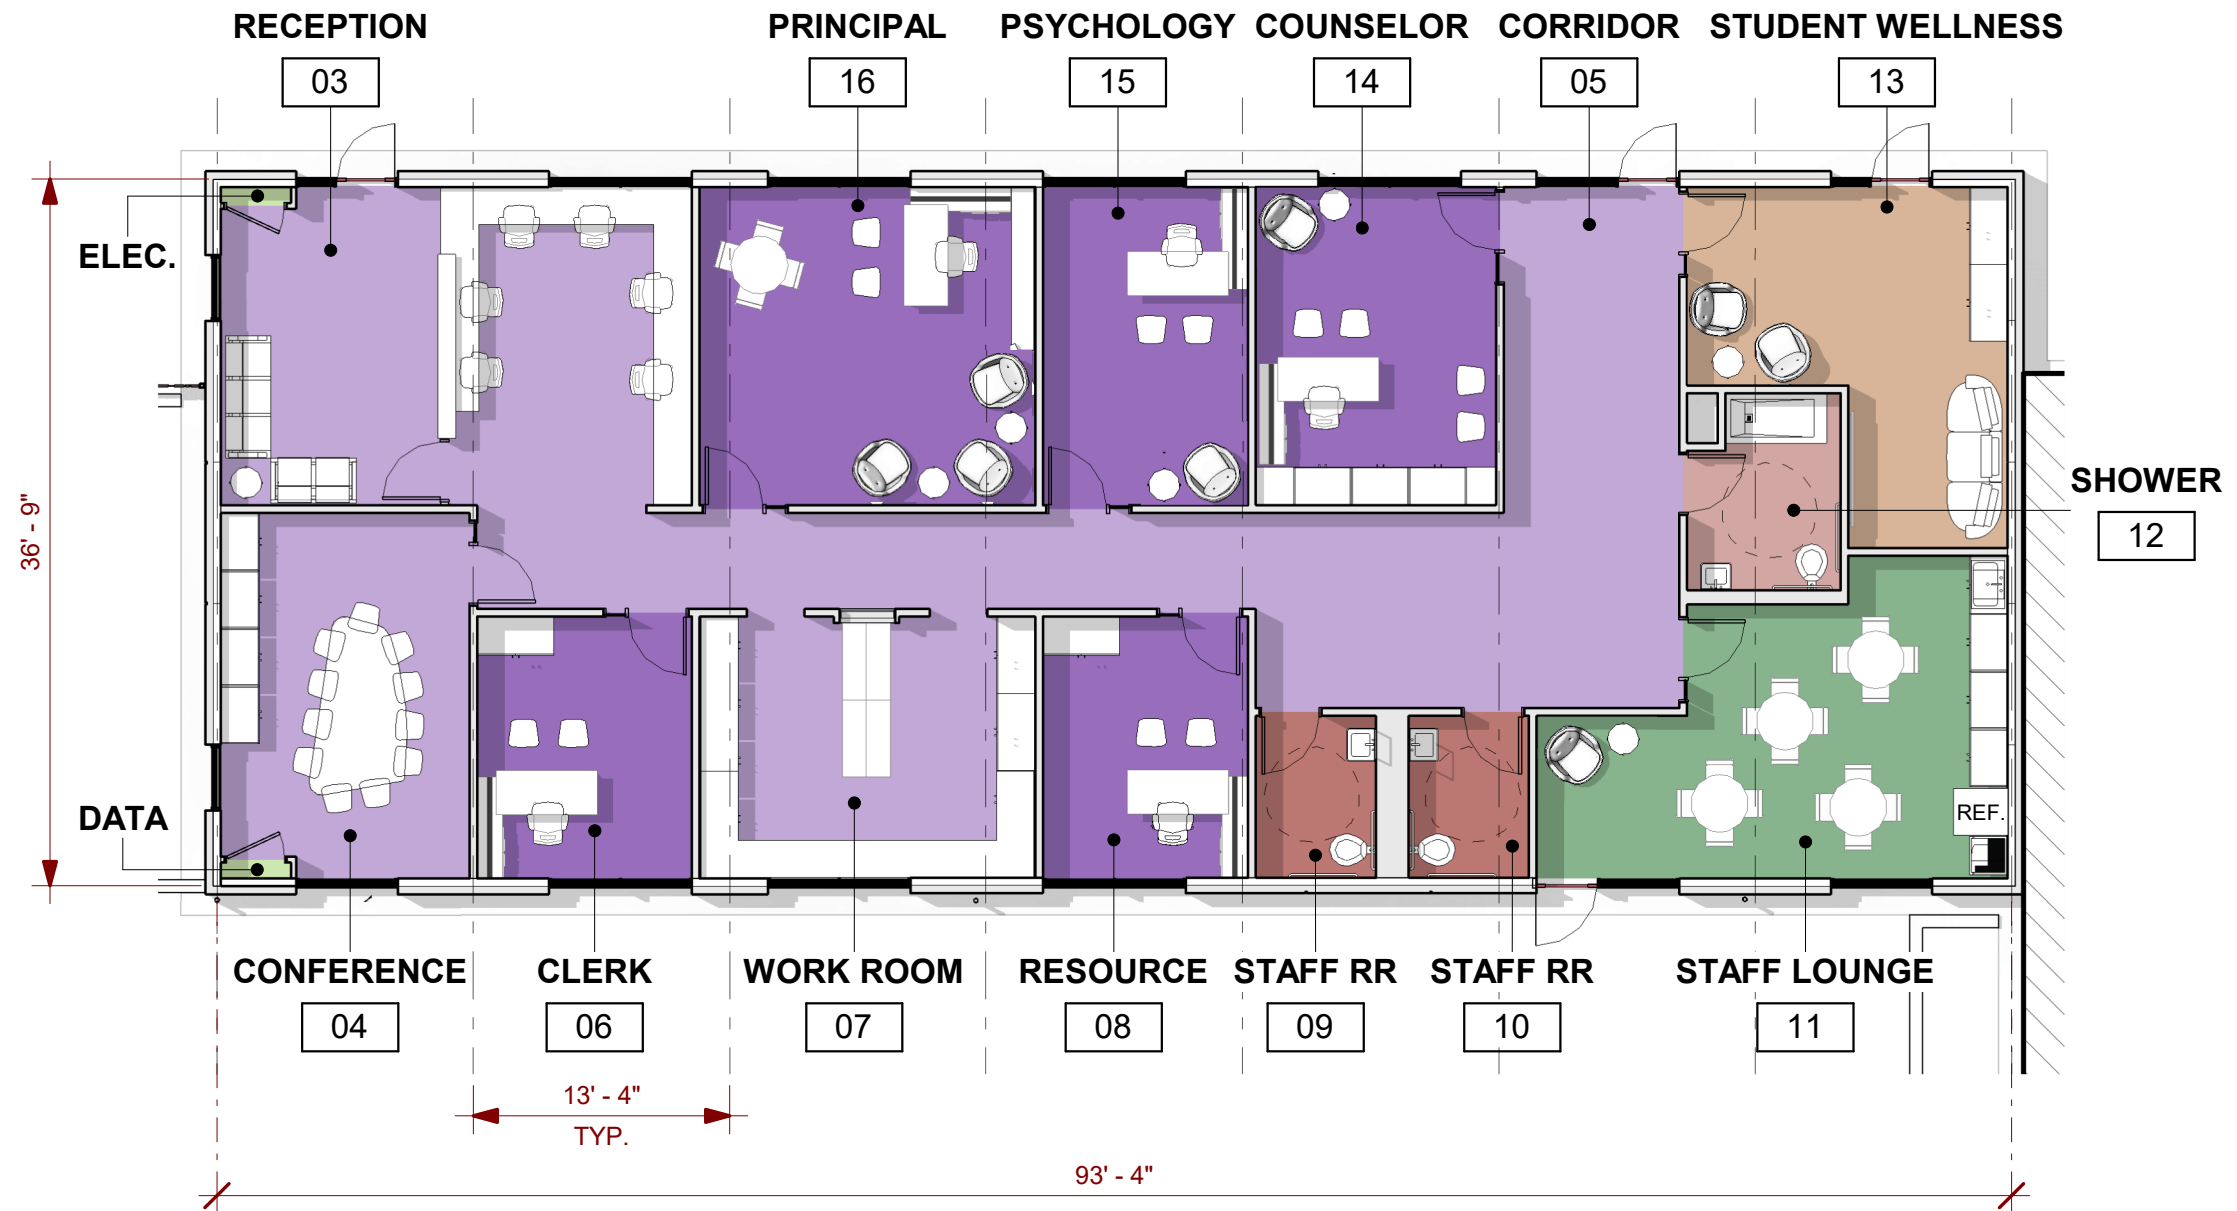 RECEPTION
03
PRINCIPAL
16
PSYCHOLOGY
15
COUNSELOR
14
CORRIDOR
05
STUDENT WELLNESS
13
ELEC.
36' - 9"
SHOWER
12
DATA
REF.
CONFERENCE
04
CLERK
06
WORK ROOM
07
RESOURCE
08
STAFF RR
09
STAFF RR
10
STAFF LOUNGE
11
13' - 4"
TYP.
93' - 4"